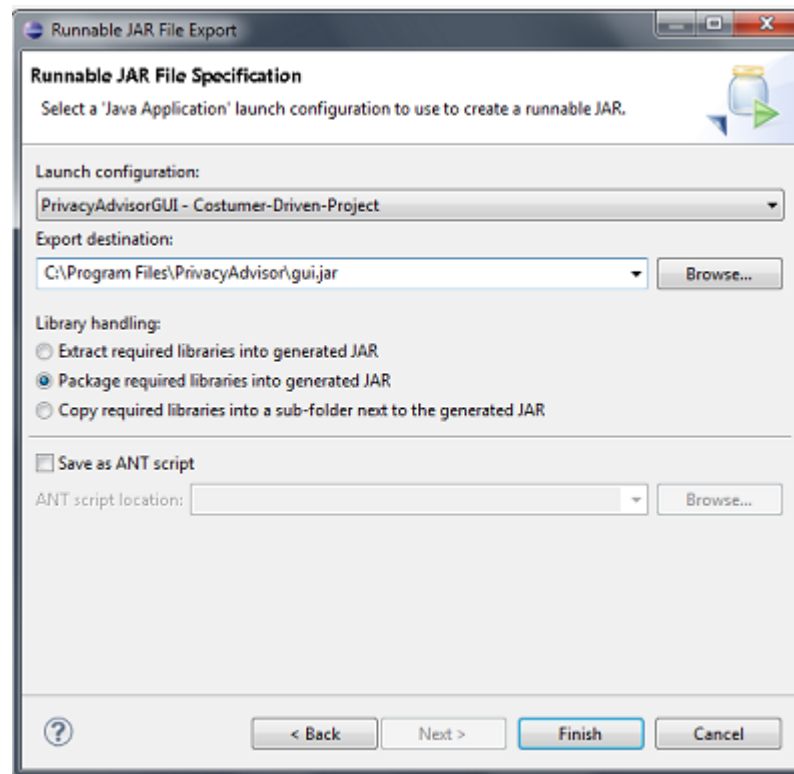 Runnable JAR File Export
Runnable JAR File Specification
Select a 'Java Application' launch configuration to use to create a runnable JAR.
Launch configuration:
PrivacyAdvisorGUI - Costumer-Driven-Project
Export destination:
C:\Program Files\PrivacyAdvisor\gui.jar
Browse...
Library handling:
Extract required libraries into generated JAR
Package required libraries into generated JAR
Copy required libraries into a sub-folder next to the generated JAR
Save as ANT script
ANT script location:
Browse...
? < Back Next > Finish Cancel